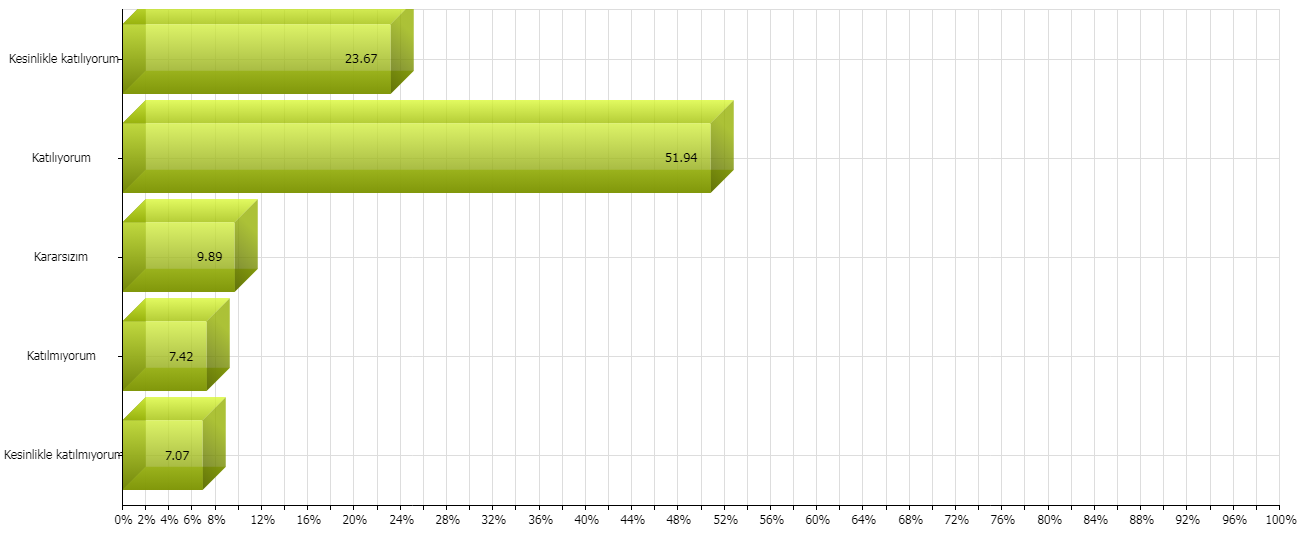 Kesinlikle katılıyorum
23.67
Katılıyorum
51.94
Kararsızım
9.89
Katılmıyorum
7.42
Kesinlikle katılmıyorum
7.07
0% 2% 4% 6% 8% 12% 16% 20% 24% 28% 32% 36% 40% 44% 48% 52% 56% 60% 64% 68% 72% 76% 80% 84% 88% 92% 96% 100%